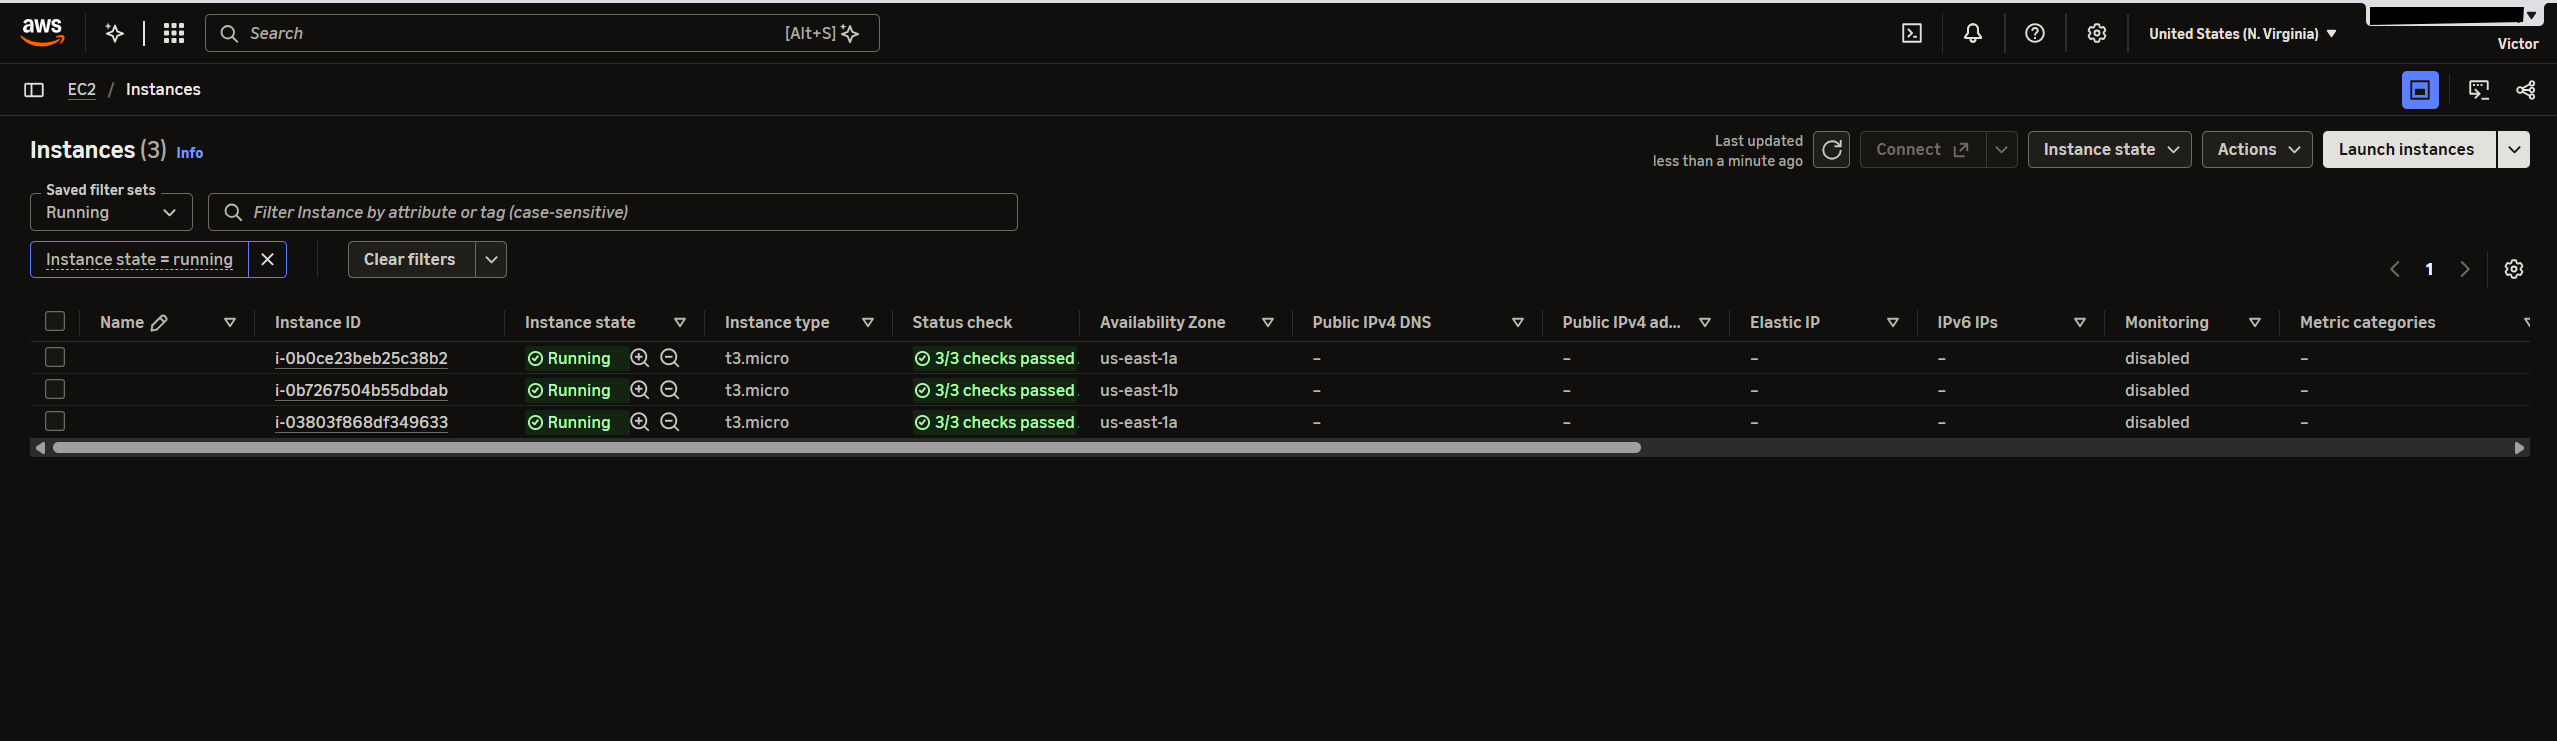 aws Search [Alt+S] United States (N. Virginia) Victor
EC2 / Instances
Instances (3) Info Last updated less than a minute ago Connect Instance state Actions Launch instances
Saved filter sets
Running Filter Instance by attribute or tag (case-sensitive)
Instance state = running Clear filters 1
Name Instance ID Instance state Instance type Status check Availability Zone Public IPv4 DNS Public IPv4 ad... Elastic IP IPv6 IPs Monitoring Metric categories
i-0b0ce23beb25c38b2 Running t3.micro 3/3 checks passed us-east-1a – – – – disabled –
i-0b7267504b55dbdab Running t3.micro 3/3 checks passed us-east-1b – – – – disabled –
i-03803f868df349633 Running t3.micro 3/3 checks passed us-east-1a – – – – disabled –